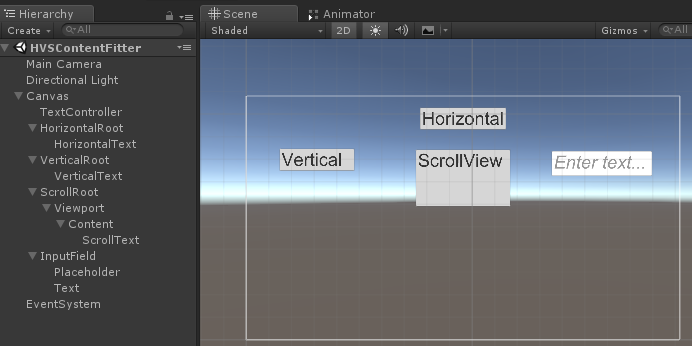 Hierarchy
Create All
HVSContentFitter
Main Camera
Directional Light
Canvas
TextController
HorizontalRoot
HorizontalText
VerticalRoot
VerticalText
ScrollRoot
Viewport
Content
ScrollText
InputField
Placeholder
Text
EventSystem
Scene Animator
Shaded 2D Gizmos All
Horizontal
Vertical
ScrollView
Enter text...